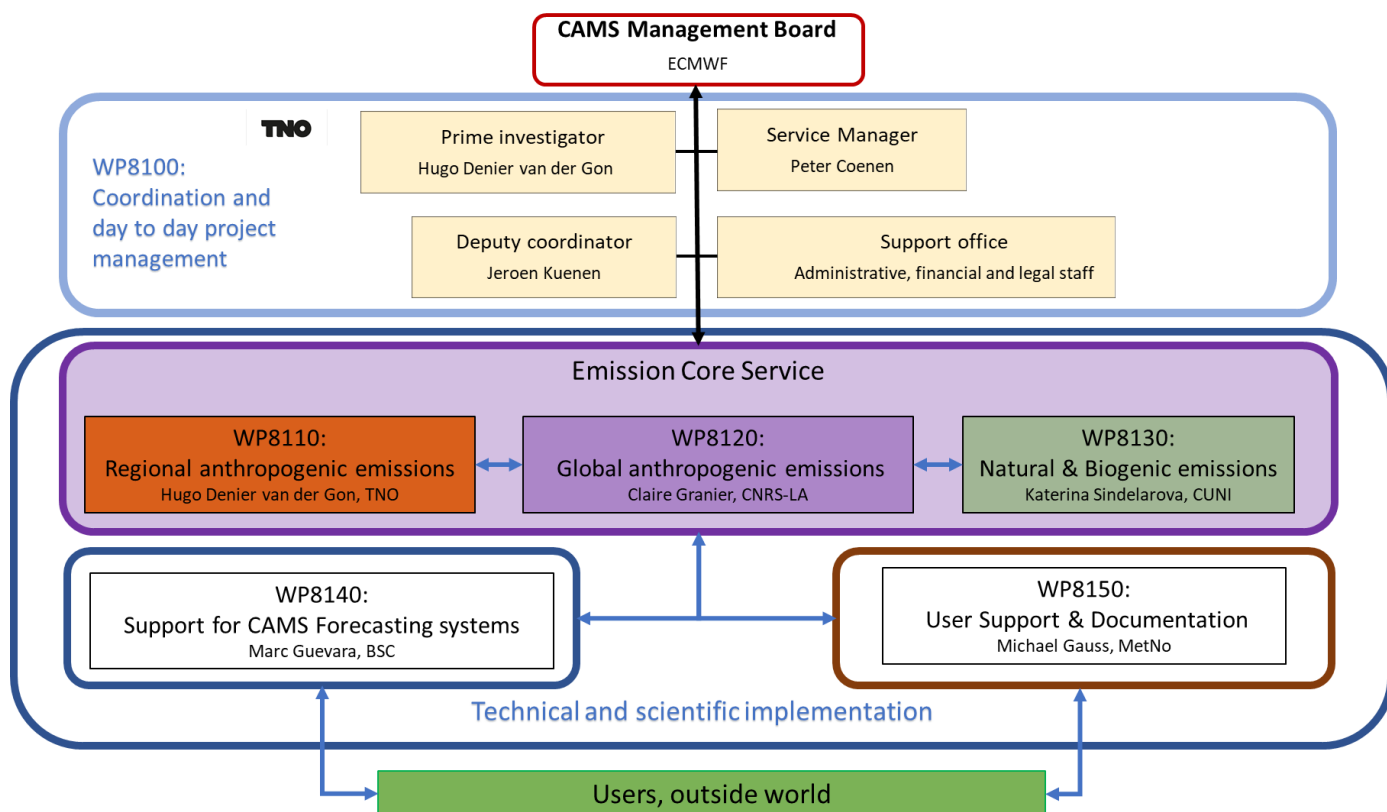 CAMS Management Board
ECMWF
TNO
WP8100:
Coordination and
day to day project
management
Prime investigator
Hugo Denier van der Gon
Service Manager
Peter Coenen
Deputy coordinator
Jeroen Kuenen
Support office
Administrative, financial and legal staff
Emission Core Service
WP8110:
Regional anthropogenic emissions
Hugo Denier van der Gon, TNO
WP8120:
Global anthropogenic emissions
Claire Granier, CNRS-LA
WP8130:
Natural & Biogenic emissions
Katerina Sindelarova, CUNI
WP8140:
Support for CAMS Forecasting systems
Marc Guevara, BSC
WP8150:
User Support & Documentation
Michael Gauss, MetNo
Technical and scientific implementation
Users, outside world